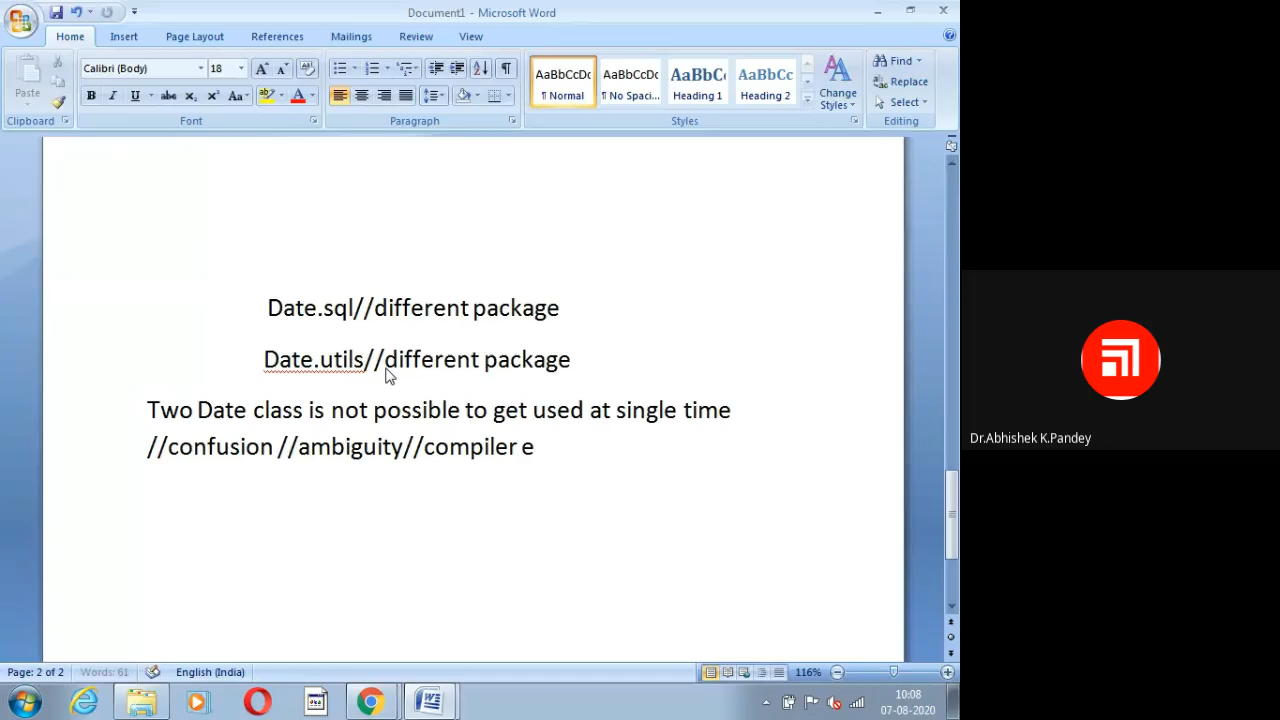 Document1 - Microsoft Word
Home Insert Page Layout References Mailings Review View
Paste
Calibri (Body) 18
AaBbCcDc AaBbCcDc AaBbC AaBbCc
¶ Normal ¶ No Spaci... Heading 1 Heading 2
Change Styles
Find
Replace
Select
Clipboard Font Paragraph Styles Editing
Date.sql//different package
Date.utils//different package
Two Date class is not possible to get used at single time
//confusion //ambiguity//compiler e
Dr.Abhishek K.Pandey
Page: 2 of 2 Words: 61 English (India) 116%
10:08
07-08-2020